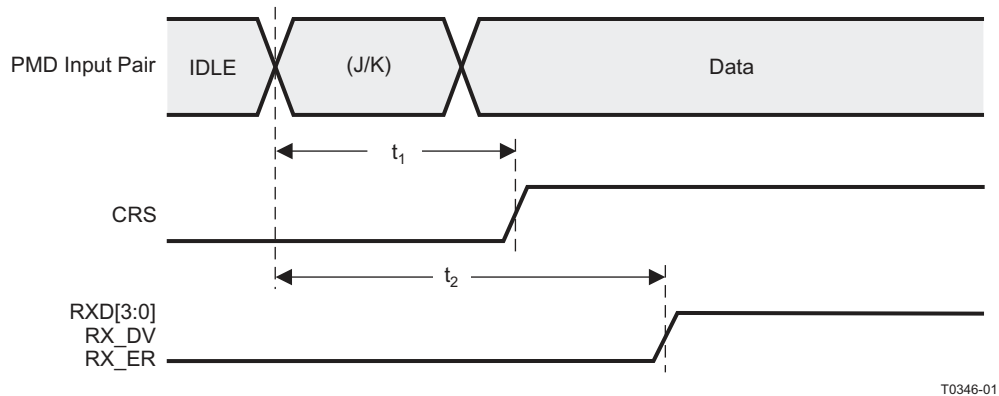 PMD Input Pair
IDLE
(J/K)
Data
t1
CRS
t2
RXD[3:0]
RX_DV
RX_ER
T0346-01